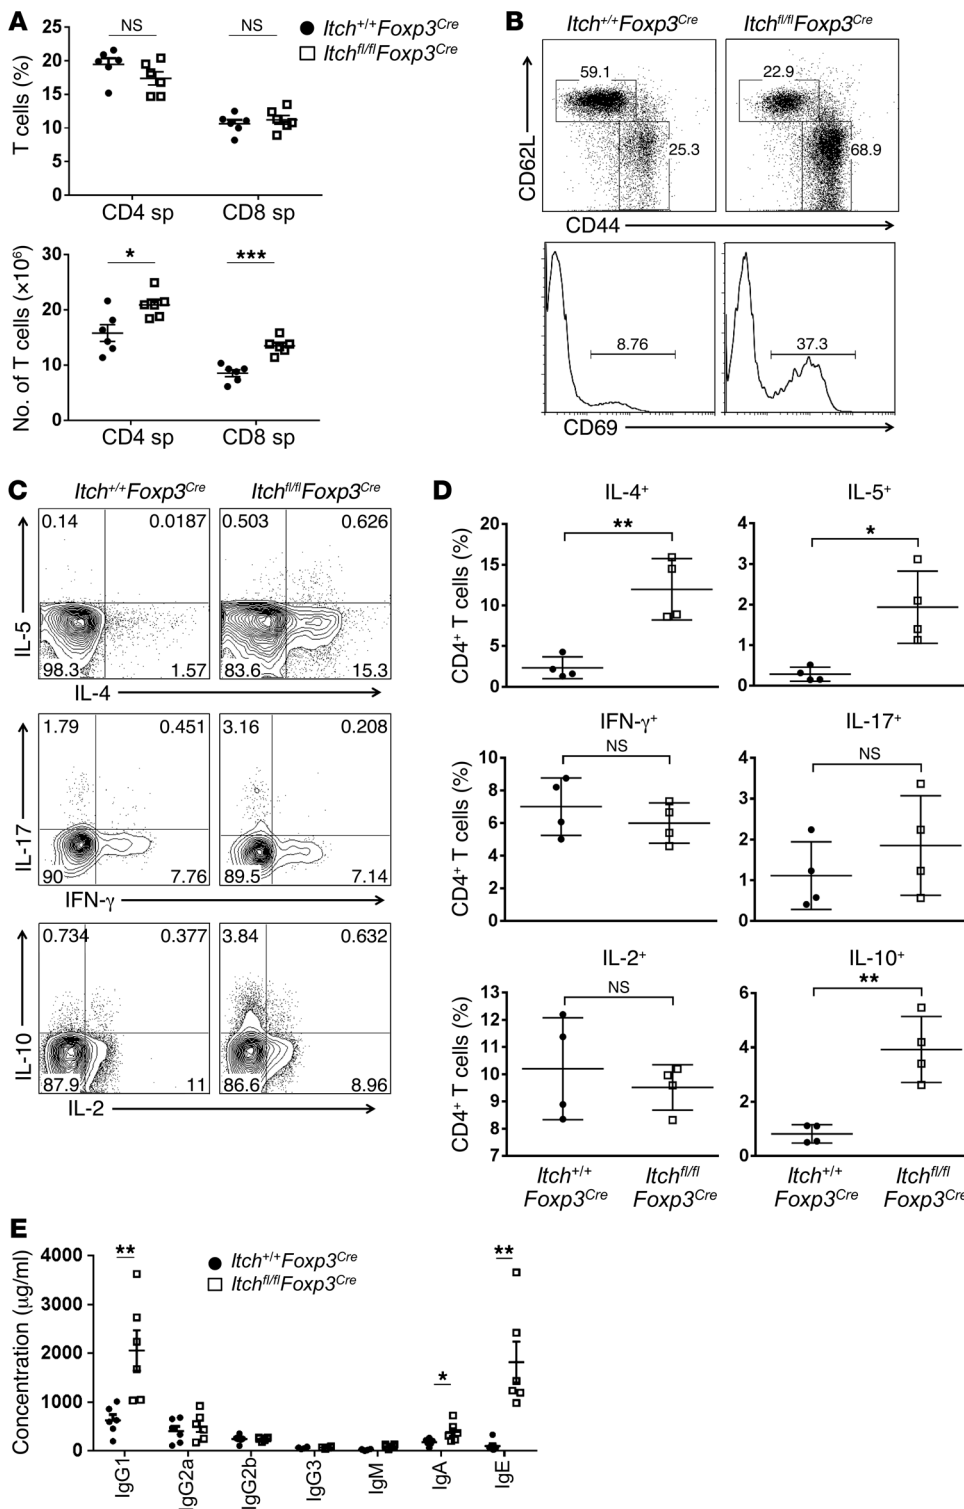 A
NS NS
● Itch+/+Foxp3Cre
□ Itchfl/flFoxp3Cre
T cells (%)
25
20
15
10
5
0
CD4 sp CD8 sp
No. of T cells (×10⁶)
* ***
30
20
10
0
CD4 sp CD8 sp
B
Itch+/+Foxp3Cre Itchfl/flFoxp3Cre
59.1 22.9
25.3 68.9
CD62L
CD44
8.76 37.3
CD69
C
Itch+/+Foxp3Cre Itchfl/flFoxp3Cre
0.14 0.0187 0.503 0.626
IL-5
98.3 1.57 83.6 15.3
IL-4
1.79 0.451 3.16 0.208
IL-17
90 7.76 89.5 7.14
IFN-γ
0.734 0.377 3.84 0.632
IL-10
87.9 11 86.6 8.96
IL-2
D
IL-4+ IL-5+
CD4+ T cells (%)
** *
20
15
10
5
0
4
3
2
1
0
IFN-γ+ IL-17+
CD4+ T cells (%)
NS NS
10
8
6
4
2
0
4
3
2
1
0
IL-2+ IL-10+
CD4+ T cells (%)
NS **
13
12
11
10
9
8
7
6
4
2
0
Itch+/+ Itchfl/fl Itch+/+ Itchfl/fl
Foxp3Cre Foxp3Cre Foxp3Cre Foxp3Cre
E
Concentration (µg/ml)
4000
3000
2000
1000
0
** * **
● Itch+/+Foxp3Cre
□ Itchfl/flFoxp3Cre
IgG1 IgG2a IgG2b IgG3 IgM IgA IgE